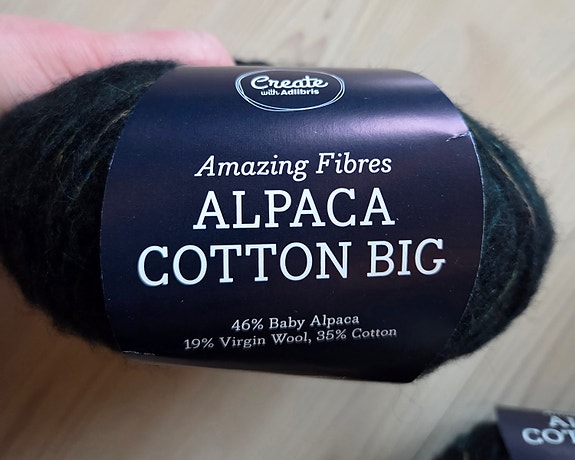 Create
with Adlibris
Amazing Fibres
ALPACA
COTTON BIG
46% Baby Alpaca
19% Virgin Wool, 35% Cotton